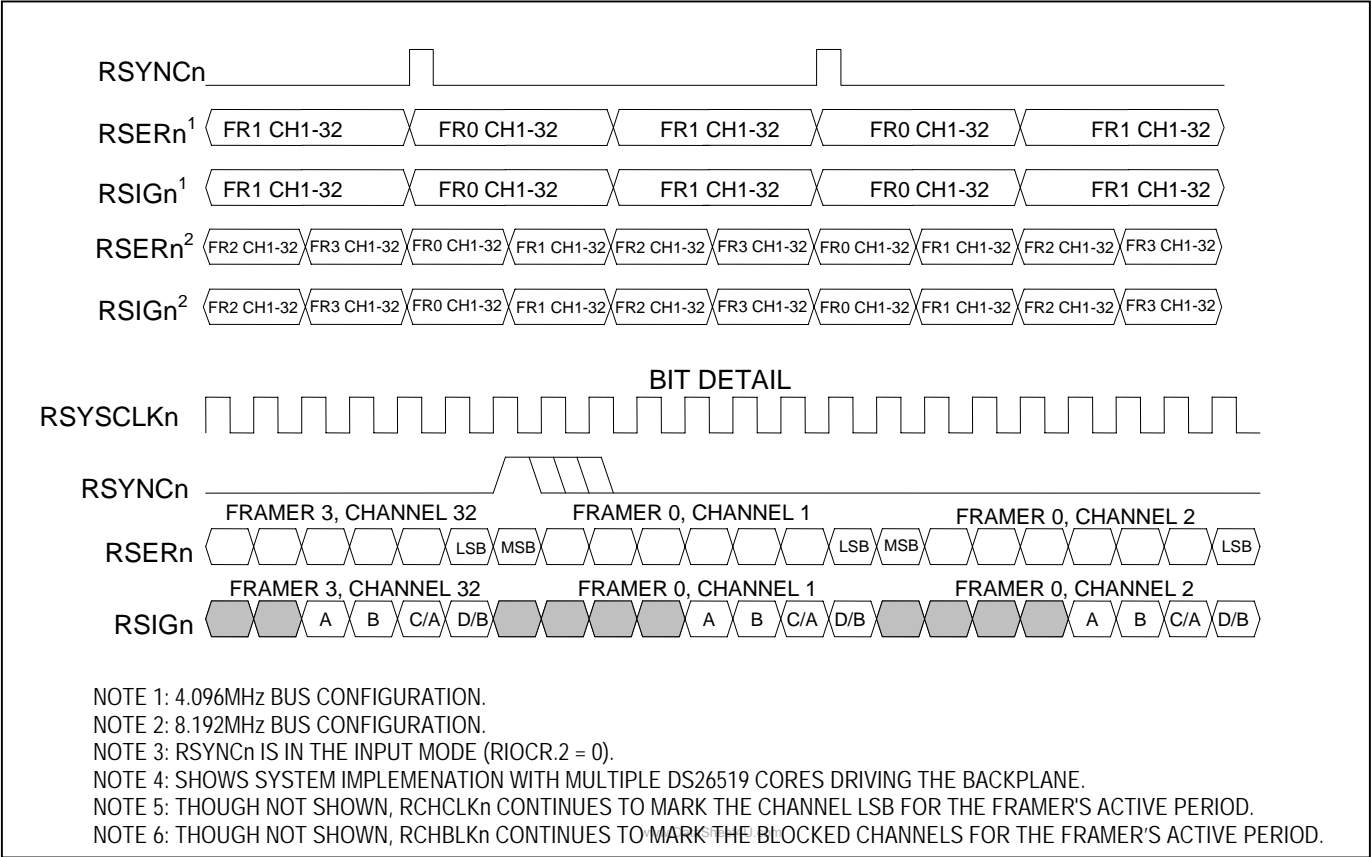 RSYNCn
RSERn1 FR1 CH1-32 FR0 CH1-32 FR1 CH1-32 FR0 CH1-32 FR1 CH1-32
RSIGn1 FR1 CH1-32 FR0 CH1-32 FR1 CH1-32 FR0 CH1-32 FR1 CH1-32
RSERn2 FR2 CH1-32 FR3 CH1-32 FR0 CH1-32 FR1 CH1-32 FR2 CH1-32 FR3 CH1-32 FR0 CH1-32 FR1 CH1-32 FR2 CH1-32 FR3 CH1-32
RSIGn2 FR2 CH1-32 FR3 CH1-32 FR0 CH1-32 FR1 CH1-32 FR2 CH1-32 FR3 CH1-32 FR0 CH1-32 FR1 CH1-32 FR2 CH1-32 FR3 CH1-32
BIT DETAIL
RSYSCLKn
RSYNCn
FRAMER 3, CHANNEL 32 FRAMER 0, CHANNEL 1 FRAMER 0, CHANNEL 2
RSERn LSB MSB LSB MSB LSB
FRAMER 3, CHANNEL 32 FRAMER 0, CHANNEL 1 FRAMER 0, CHANNEL 2
RSIGn A B C/A D/B A B C/A D/B A B C/A D/B
NOTE 1: 4.096MHz BUS CONFIGURATION.
NOTE 2: 8.192MHz BUS CONFIGURATION.
NOTE 3: RSYNCn IS IN THE INPUT MODE (RIOCR.2 = 0).
NOTE 4: SHOWS SYSTEM IMPLEMENATION WITH MULTIPLE DS26519 CORES DRIVING THE BACKPLANE.
NOTE 5: THOUGH NOT SHOWN, RCHCLKn CONTINUES TO MARK THE CHANNEL LSB FOR THE FRAMER'S ACTIVE PERIOD.
NOTE 6: THOUGH NOT SHOWN, RCHBLKn CONTINUES TO MARK THE BLOCKED CHANNELS FOR THE FRAMER'S ACTIVE PERIOD.